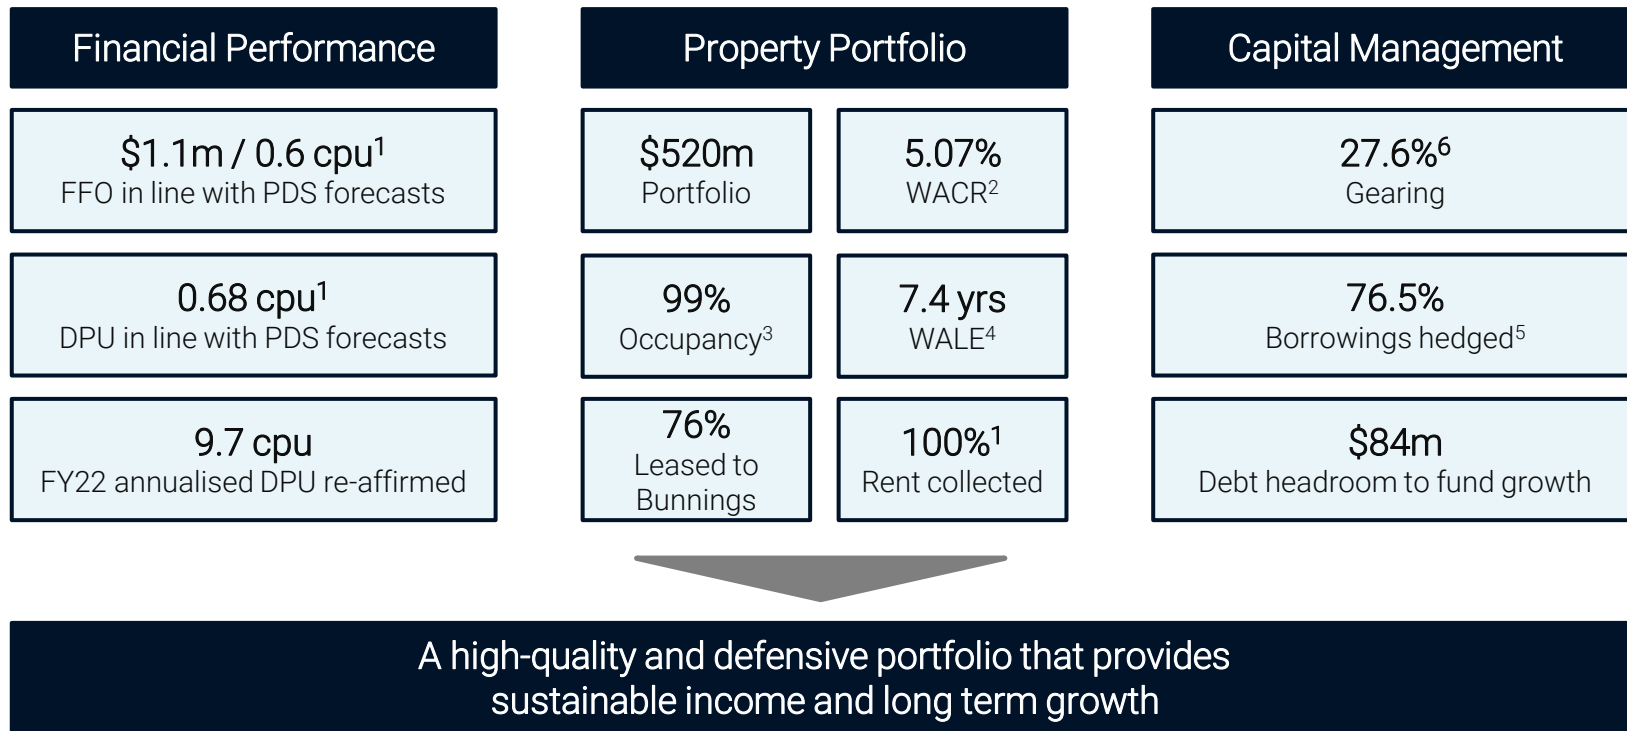 Financial Performance
$1.1m / 0.6 cpu¹
FFO in line with PDS forecasts
0.68 cpu¹
DPU in line with PDS forecasts
9.7 cpu
FY22 annualised DPU re-affirmed
Property Portfolio
$520m
Portfolio
5.07%
WACR²
99%
Occupancy³
7.4 yrs
WALE⁴
76%
Leased to
Bunnings
100%¹
Rent collected
Capital Management
27.6%⁶
Gearing
76.5%
Borrowings hedged⁵
$84m
Debt headroom to fund growth
A high-quality and defensive portfolio that provides
sustainable income and long term growth